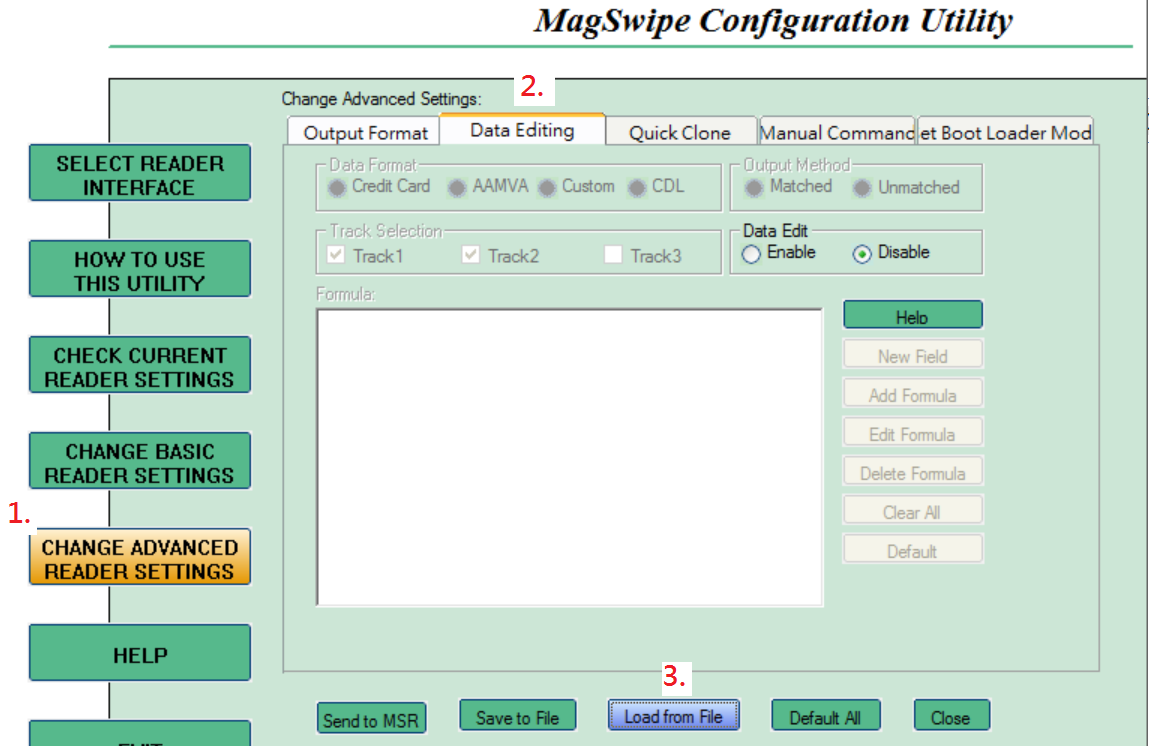 MagSwipe Configuration Utility
2.
Change Advanced Settings:
Output Format
Data Editing
Quick Clone
Manual Command
et Boot Loader Mod
SELECT READER
INTERFACE
HOW TO USE
THIS UTILITY
CHECK CURRENT
READER SETTINGS
CHANGE BASIC
READER SETTINGS
1.
CHANGE ADVANCED
READER SETTINGS
HELP
Data Format
Credit Card
AAMVA
Custom
CDL
Output Method
Matched
Unmatched
Track Selection
Track1
Track2
Track3
Data Edit
Enable
Disable
Formula:
Help
New Field
Add Formula
Edit Formula
Delete Formula
Clear All
Default
3.
Send to MSR
Save to File
Load from File
Default All
Close